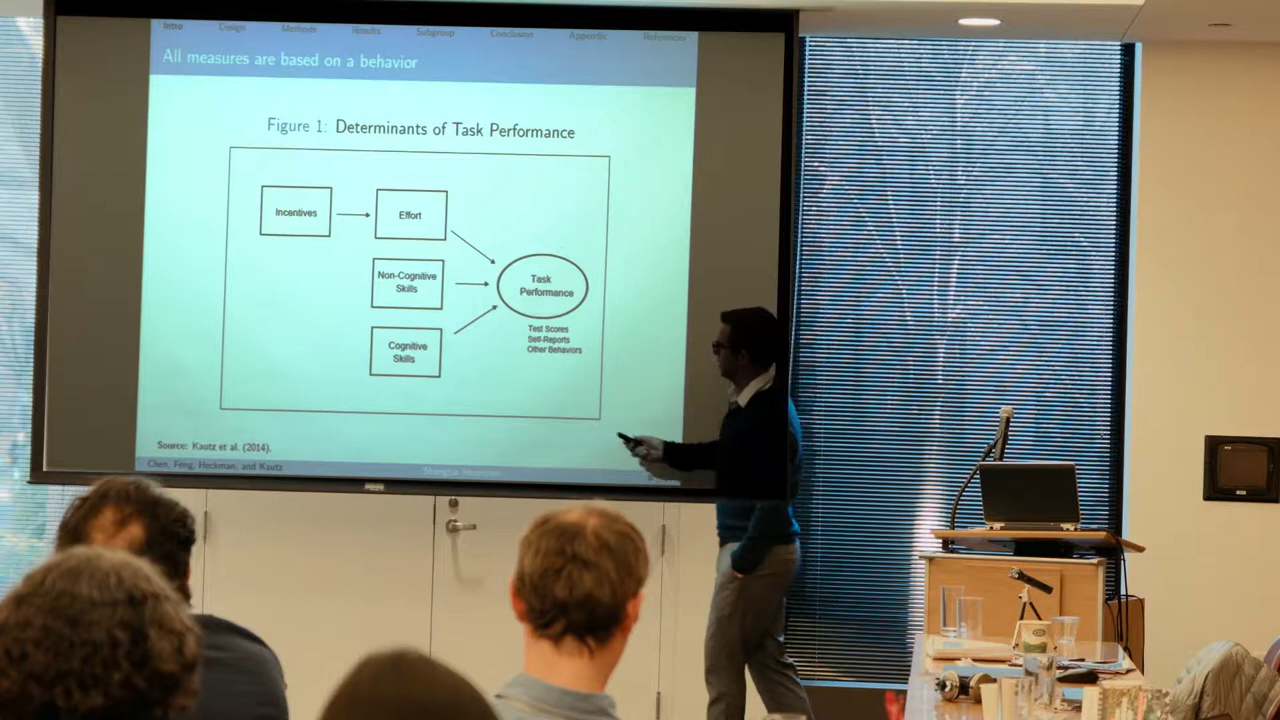 Intro Design Methods Results Subgroup Conclusion Appendix References
All measures are based on a behavior
Figure 1: Determinants of Task Performance
Incentives
Effort
Non-Cognitive
Skills
Cognitive
Skills
Task
Performance
Test Scores
Self-Reports
Other Behaviors
Source: Kautz et al. (2014).
Chen, Feng, Heckman, and Kautz